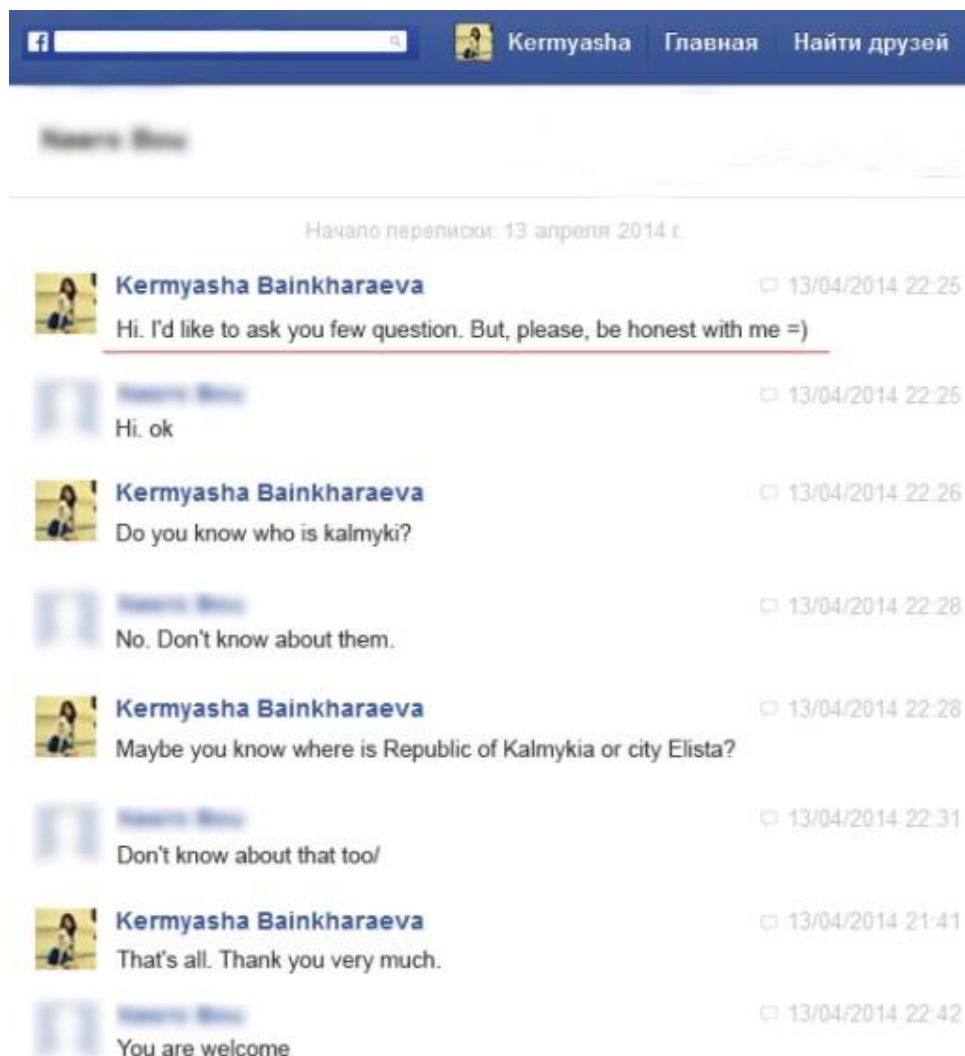 f
Kermyasha Главная Найти друзей
Начало переписки: 13 апреля 2014 г.
Kermyasha Bainkharaeva 13/04/2014 22:25
Hi. I'd like to ask you few question. But, please, be honest with me =)
13/04/2014 22:25
Hi. ok
Kermyasha Bainkharaeva 13/04/2014 22:26
Do you know who is kalmyki?
13/04/2014 22:28
No. Don't know about them.
Kermyasha Bainkharaeva 13/04/2014 22:28
Maybe you know where is Republic of Kalmykia or city Elista?
13/04/2014 22:31
Don't know about that too/
Kermyasha Bainkharaeva 13/04/2014 21:41
That's all. Thank you very much.
13/04/2014 22:42
You are welcome